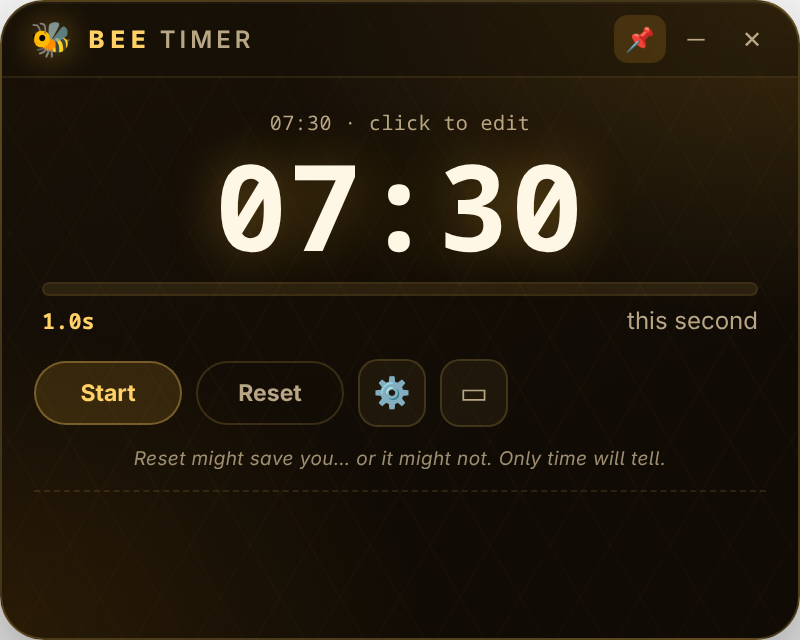 BEE TIMER
07:30 · click to edit
07:30
1.0s this second
Start Reset
Reset might save you... or it might not. Only time will tell.